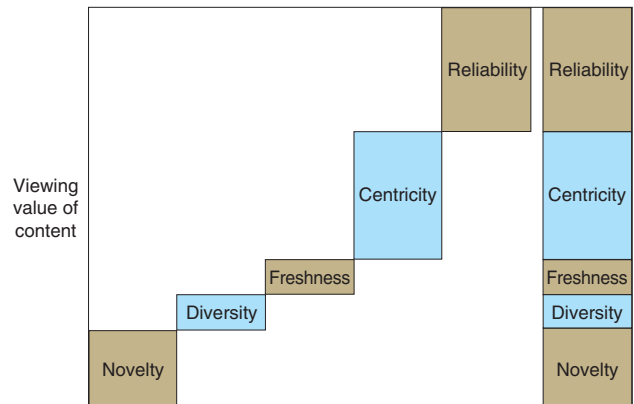 Reliability
Reliability
Viewing
value of
content
Centricity
Centricity
Freshness
Freshness
Diversity
Diversity
Novelty
Novelty